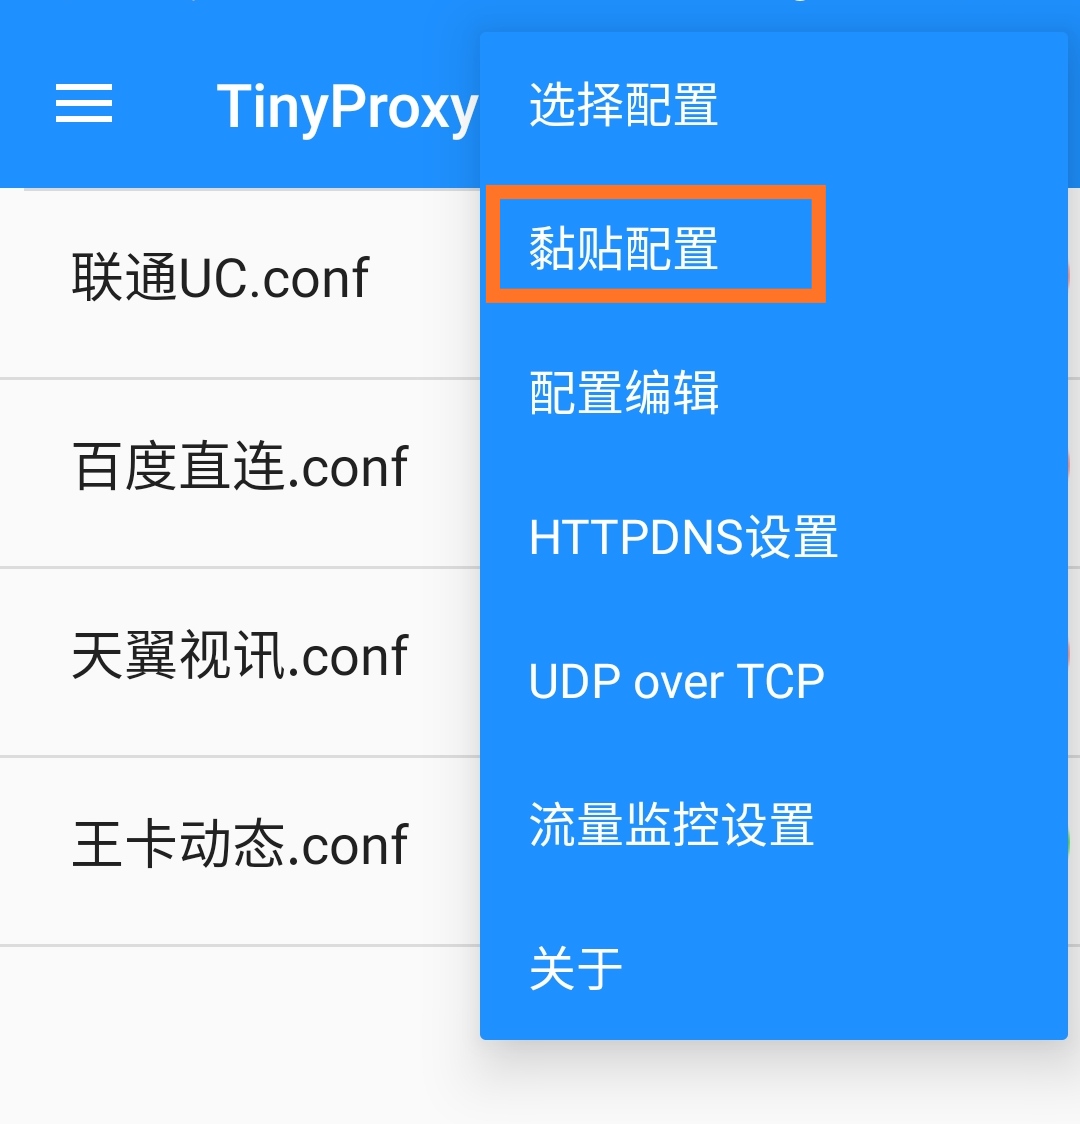 TinyProxy
选择配置
黏贴配置
配置编辑
HTTPDNS设置
UDP over TCP
流量监控设置
关于
联通UC.conf
百度直连.conf
天翼视讯.conf
王卡动态.conf